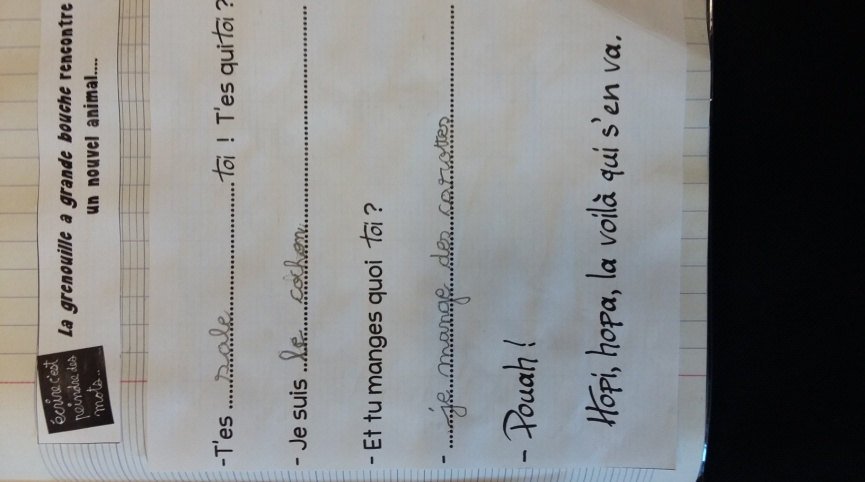 écrire c'est
peindre des
mots...
La grenouille a grande bouche rencontre
un nouvel animal....
-T'es sale toi ! T'es qui toi ?
- Je suis le cochon
- Et tu manges quoi toi ?
- je mange des carottes
- Pouah !
Hopi, hopa, la voilà qui s'en va.